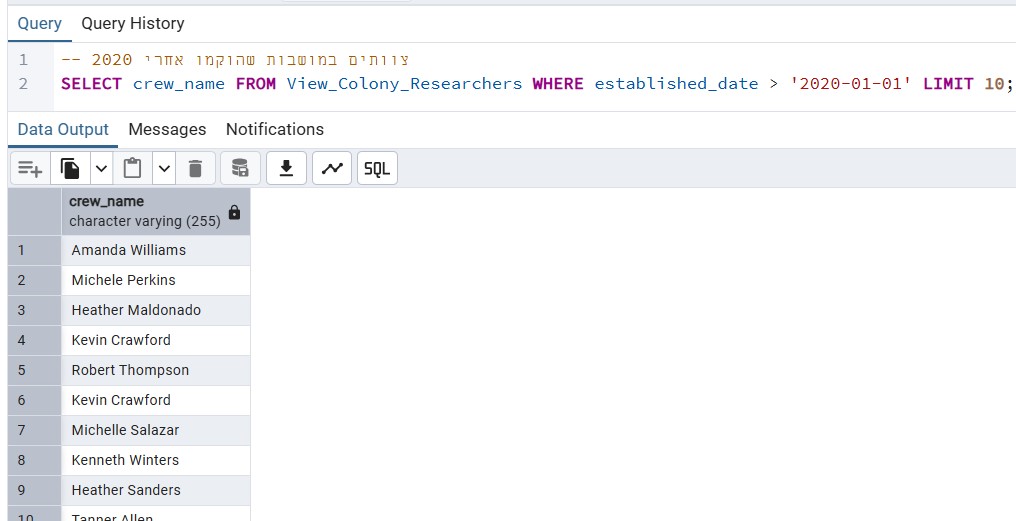 Query Query History
1 -- צוותים במושבות שהוקמו אחרי 2020
2 SELECT crew_name FROM View_Colony_Researchers WHERE established_date > '2020-01-01' LIMIT 10;
Data Output Messages Notifications
SQL
crew_name
character varying (255)
1 Amanda Williams
2 Michele Perkins
3 Heather Maldonado
4 Kevin Crawford
5 Robert Thompson
6 Kevin Crawford
7 Michelle Salazar
8 Kenneth Winters
9 Heather Sanders
10 Tanner Allen